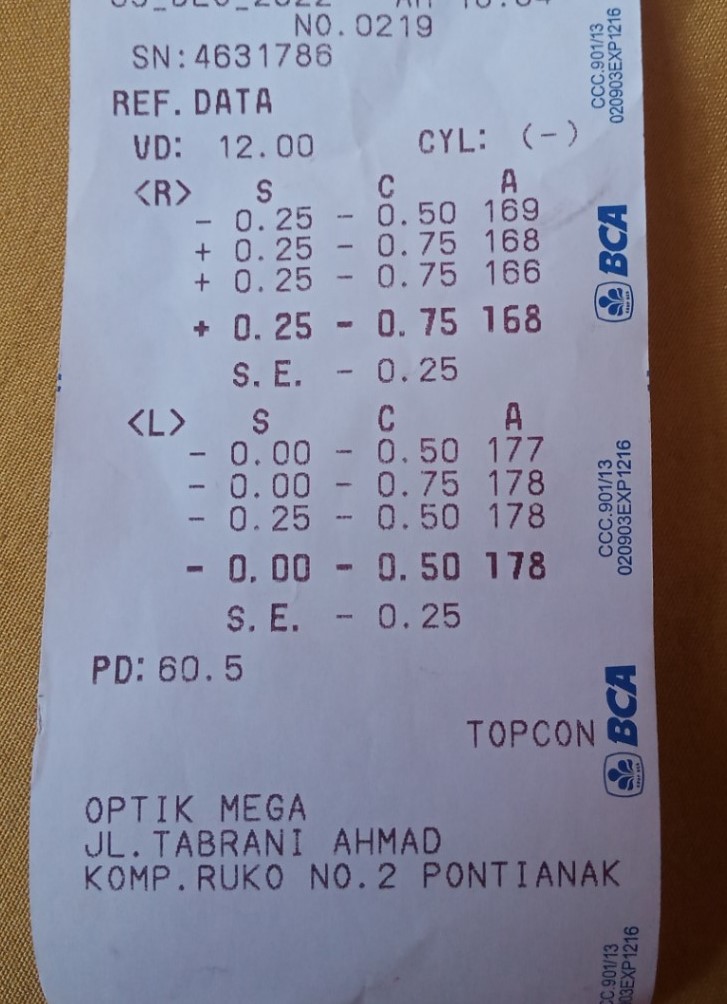 NO.0219
SN:4631786
REF.DATA
VD: 12.00 CYL: (-)
<R> S C A
- 0.25 - 0.50 169
+ 0.25 - 0.75 168
+ 0.25 - 0.75 166
+ 0.25 - 0.75 168
S.E. - 0.25
<L> S C A
- 0.00 - 0.50 177
- 0.00 - 0.75 178
- 0.25 - 0.50 178
- 0.00 - 0.50 178
S.E. - 0.25
PD: 60.5
TOPCON
OPTIK MEGA
JL.TABRANI AHMAD
KOMP.RUKO NO.2 PONTIANAK
CCC.901/13
020903EXP1216
BCA
CCC.901/13
020903EXP1216
BCA
C.901/13
03EXP1216